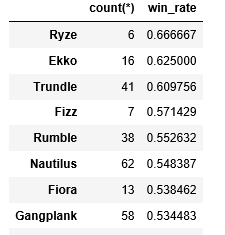 count(*) win_rate
Ryze 6 0.666667
Ekko 16 0.625000
Trundle 41 0.609756
Fizz 7 0.571429
Rumble 38 0.552632
Nautilus 62 0.548387
Fiora 13 0.538462
Gangplank 58 0.534483